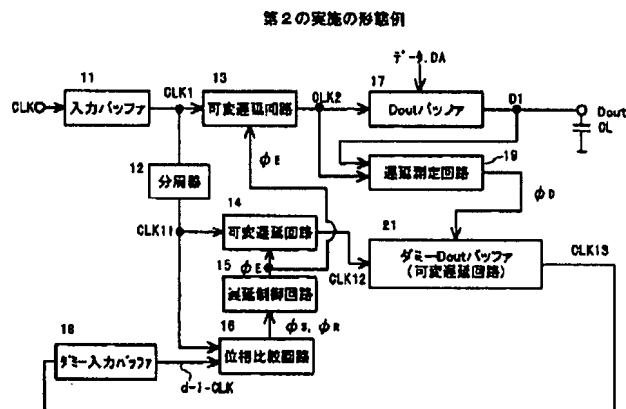 第2の実施の形態例
データ.DA
11
CLK1
13
CLK2
17
D1
CLK
入力バッファ
可変遅延回路
Doutバッファ
Dout
CL
φE
19
遅延測定回路
12
分周器
φD
14
21
CLK11
可変遅延回路
ダミーDoutバッファ
(可変遅延回路)
CLK13
15
φE
CLK12
遅延制御回路
18
16
φS, φR
ダミー入力バッファ
位相比較回路
d-i-CLK